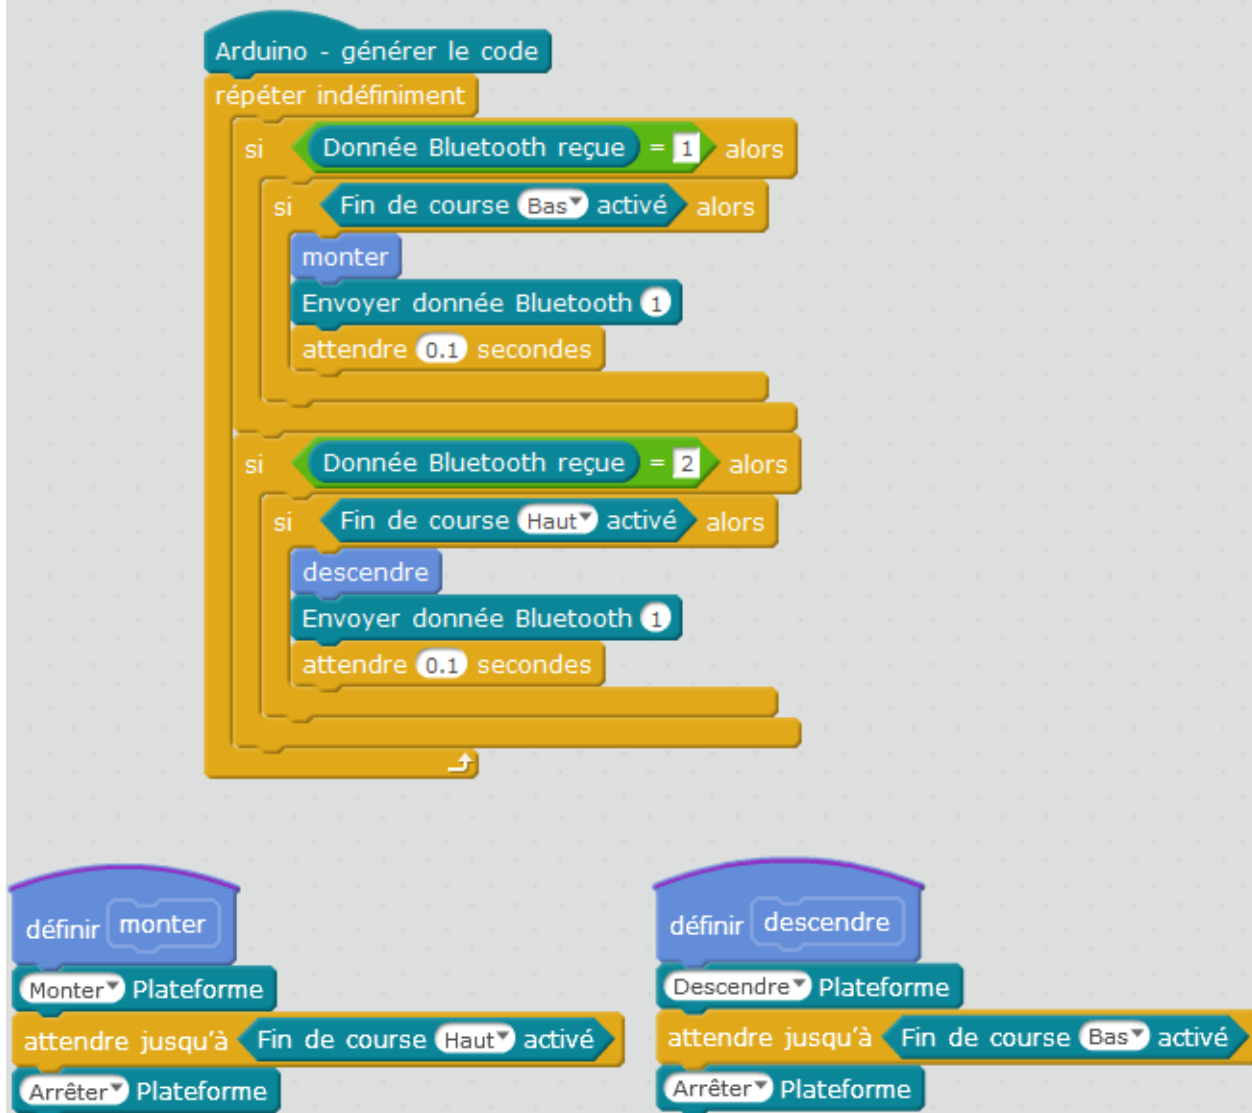 Arduino - générer le code
répéter indéfiniment
si Donnée Bluetooth reçue = 1 alors
si Fin de course Bas activé alors
monter
Envoyer donnée Bluetooth 1
attendre 0.1 secondes
si Donnée Bluetooth reçue = 2 alors
si Fin de course Haut activé alors
descendre
Envoyer donnée Bluetooth 1
attendre 0.1 secondes
définir monter
Monter Plateforme
attendre jusqu'à Fin de course Haut activé
Arrêter Plateforme
définir descendre
Descendre Plateforme
attendre jusqu'à Fin de course Bas activé
Arrêter Plateforme